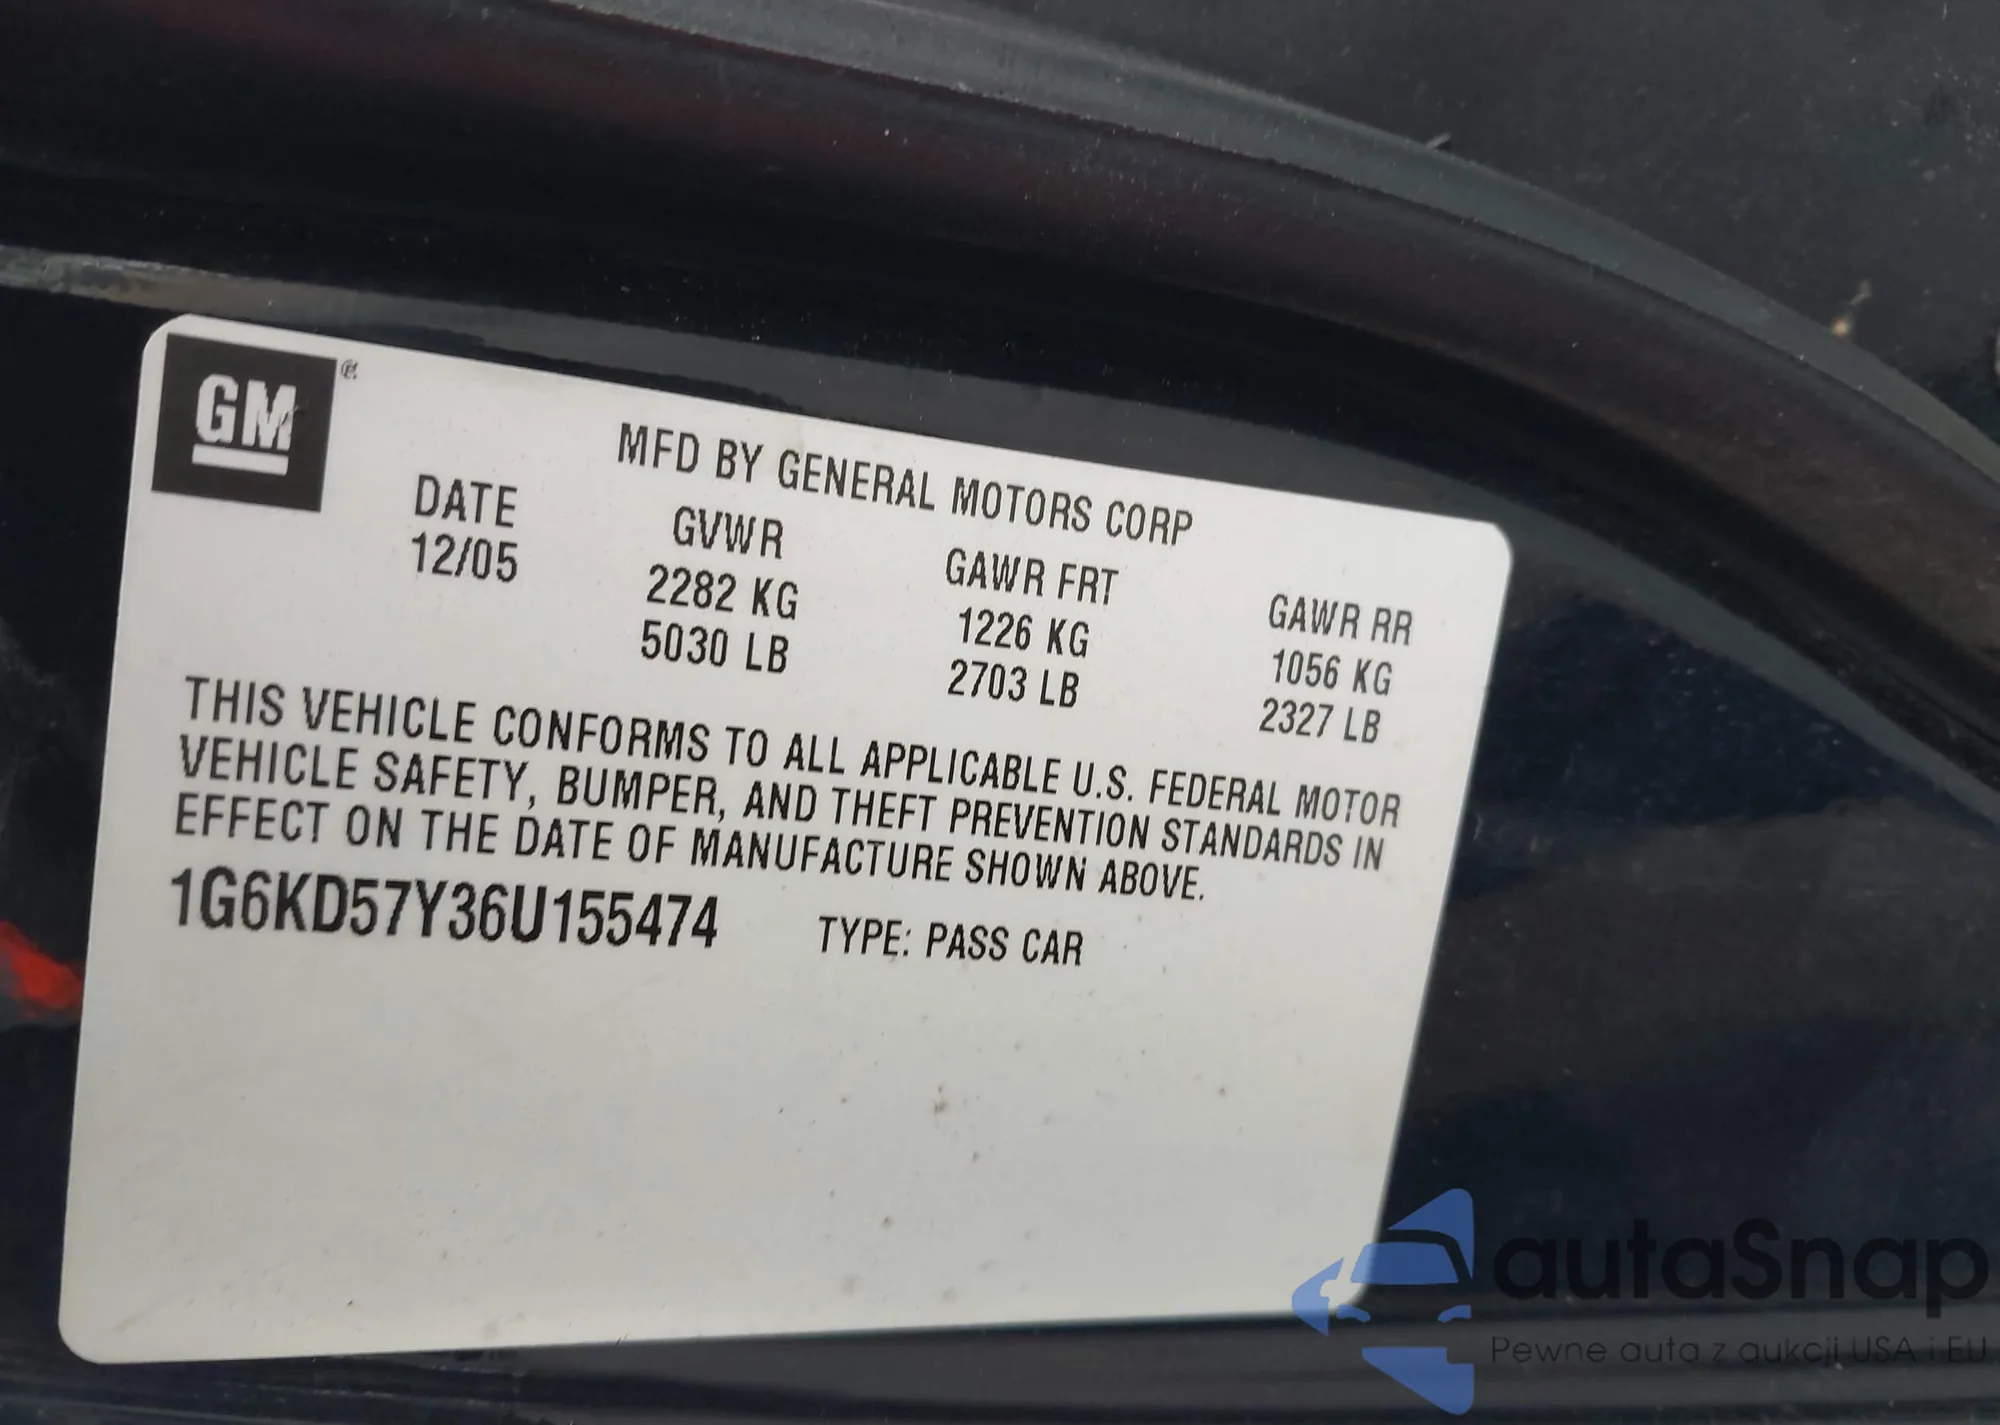 GM
MFD BY GENERAL MOTORS CORP
DATE GVWR GAWR FRT GAWR RR
12/05 2282 KG 1226 KG 1056 KG
5030 LB 2703 LB 2327 LB
THIS VEHICLE CONFORMS TO ALL APPLICABLE U.S. FEDERAL MOTOR
VEHICLE SAFETY, BUMPER, AND THEFT PREVENTION STANDARDS IN
EFFECT ON THE DATE OF MANUFACTURE SHOWN ABOVE.
1G6KD57Y36U155474 TYPE: PASS CAR
autaSnap
Pewne auta z aukcji USA i EU